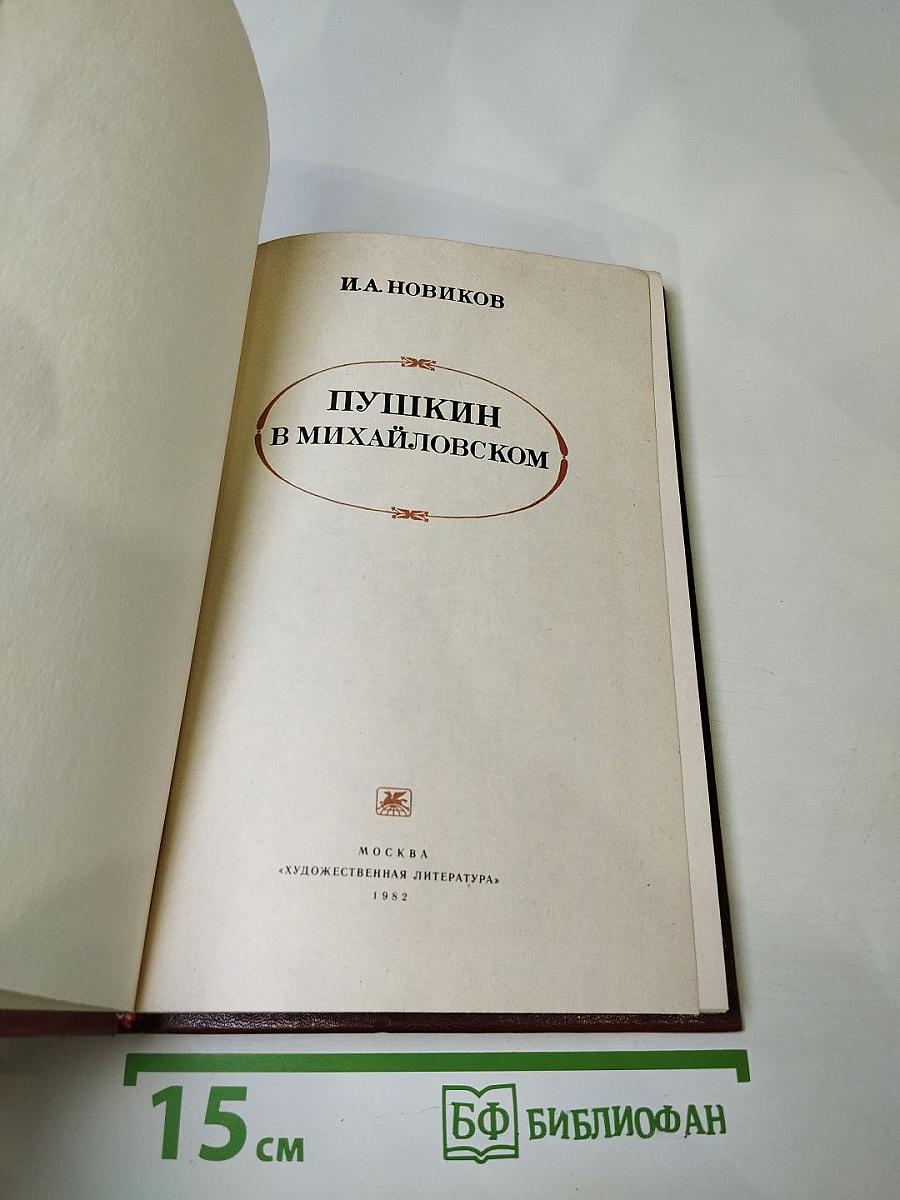 И.А. НОВИКОВ
ПУШКИН
В МИХАЙЛОВСКОМ
МОСКВА
«ХУДОЖЕСТВЕННАЯ ЛИТЕРАТУРА»
1982
15 см
БФ БИБЛИОФАН